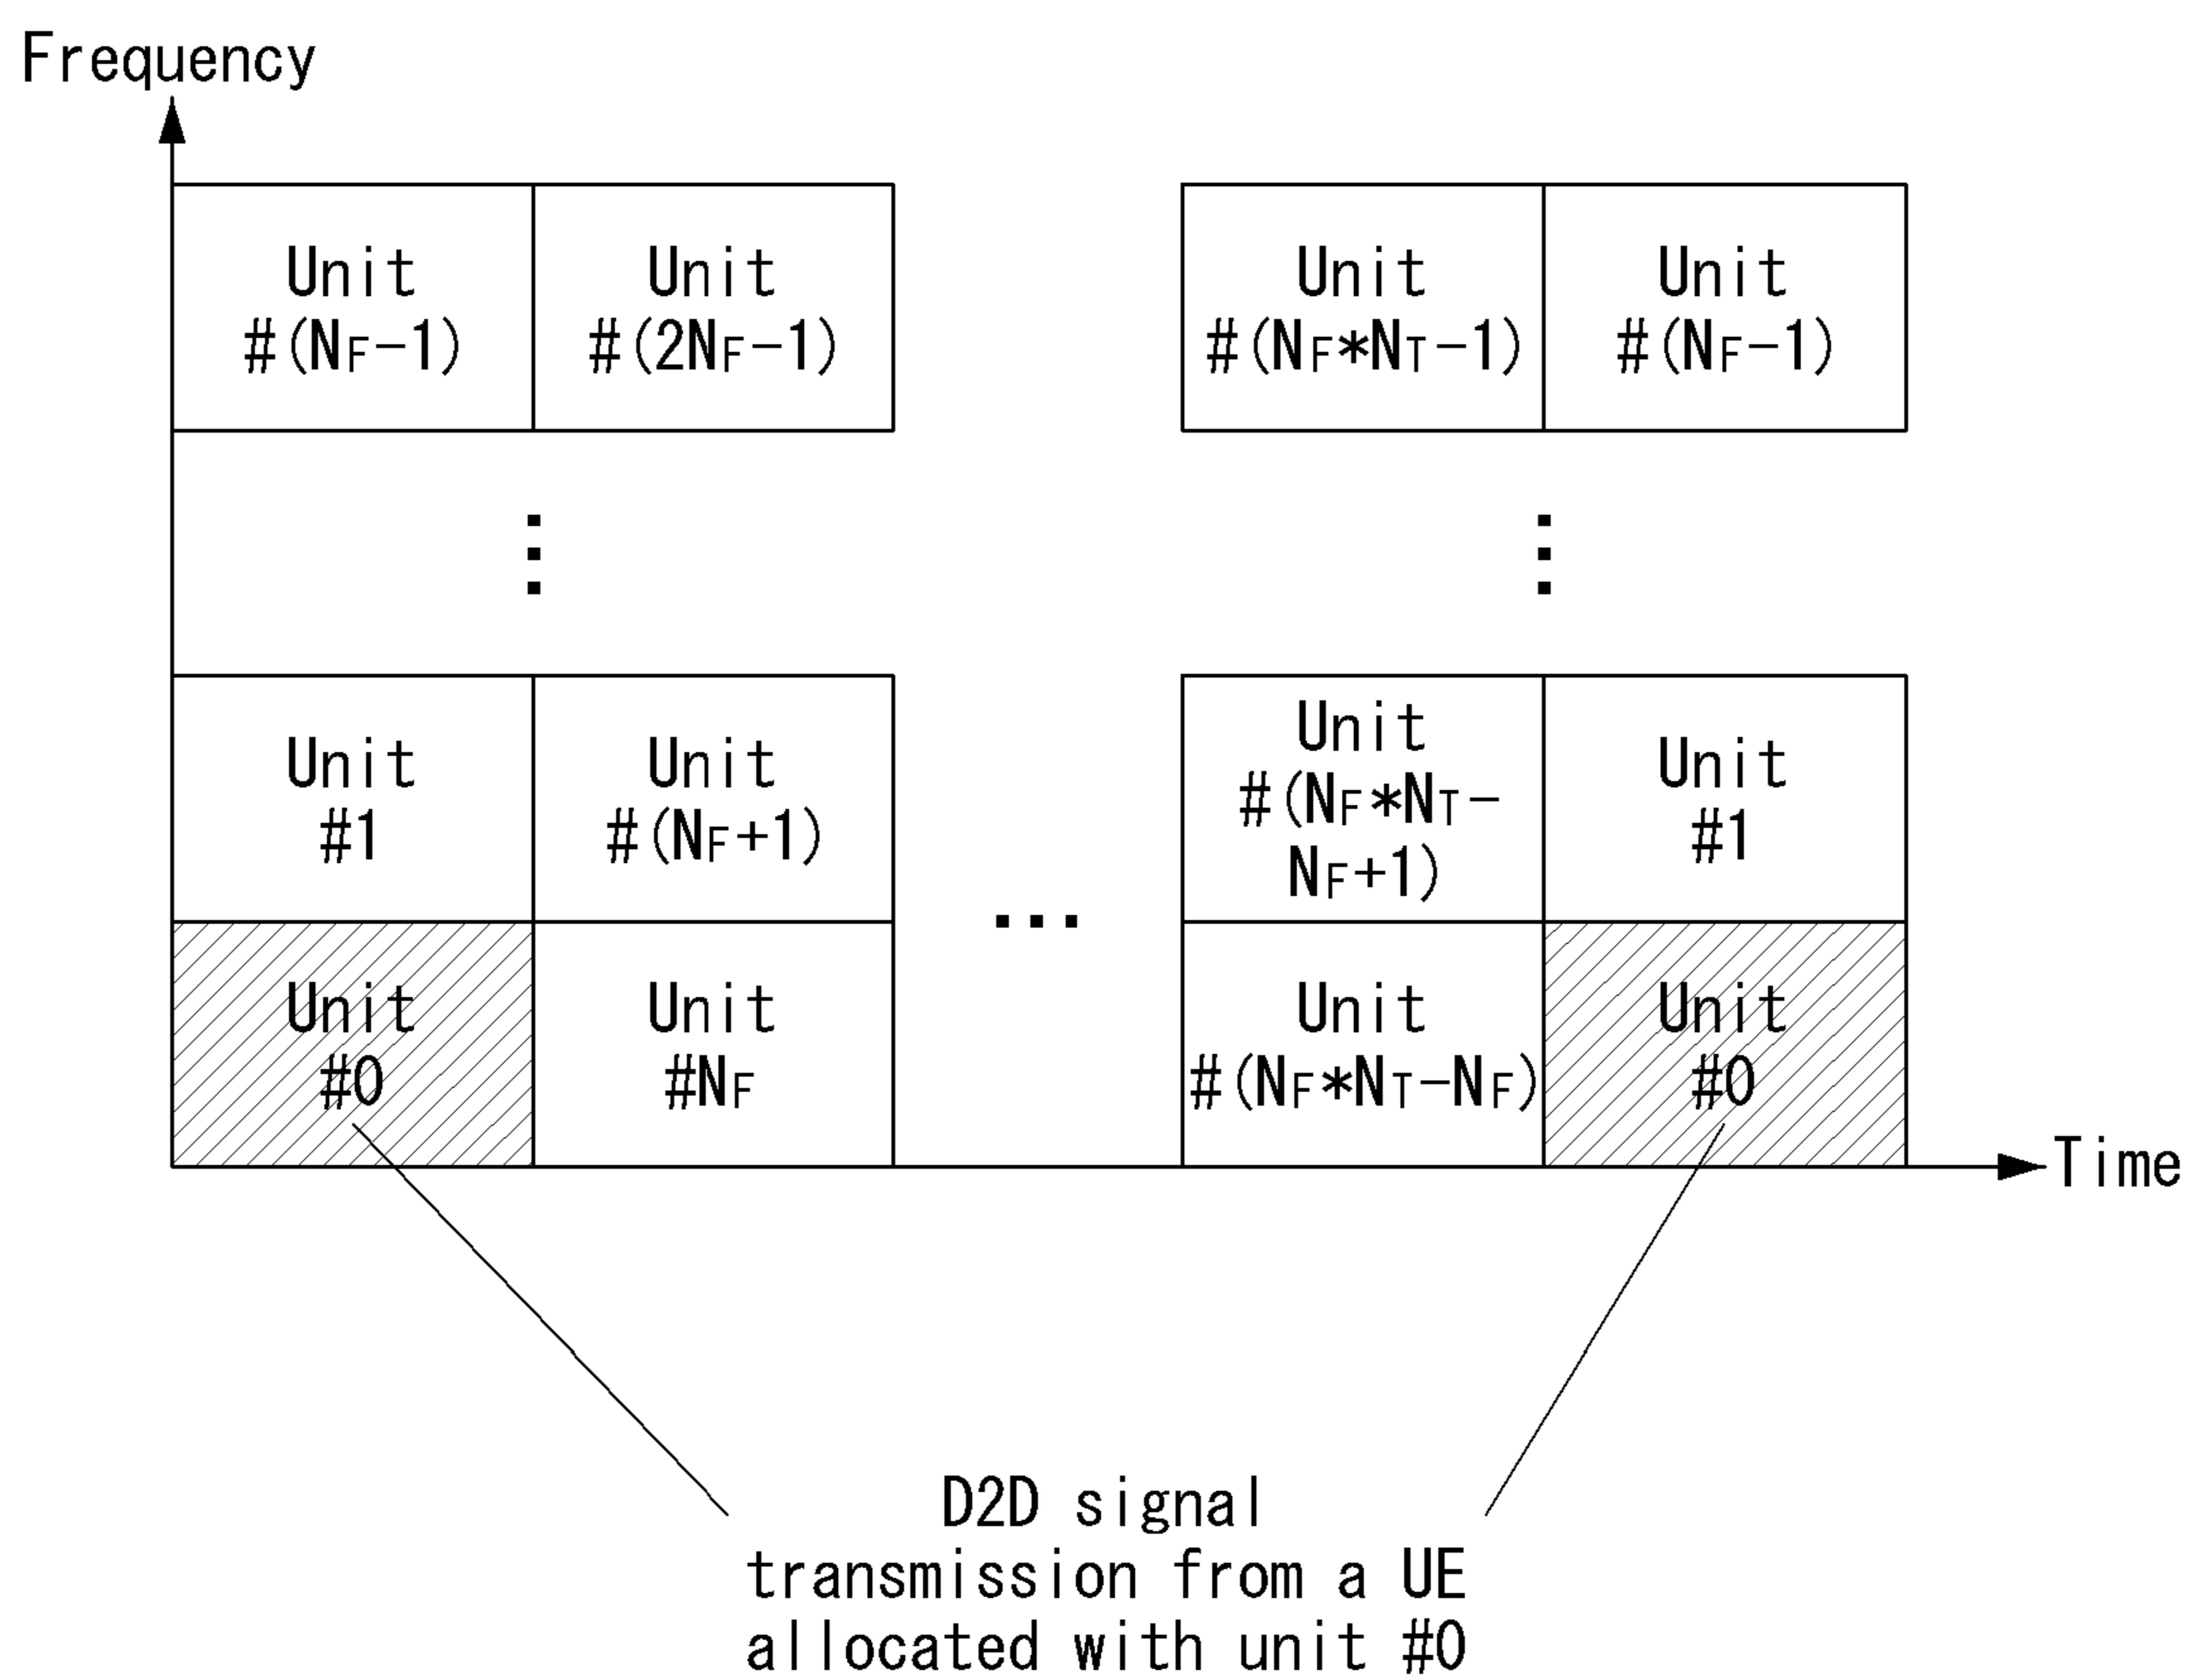 Frequency
Unit
#(NF-1)
Unit
#(2NF-1)
Unit
#(NF*NT-1)
Unit
#(NF-1)
Unit
#1
Unit
#(NF+1)
Unit
#(NF*NT-
NF+1)
Unit
#1
Unit
#0
Unit
#NF
Unit
#(NF*NT-NF)
Unit
#0
Time
D2D signal
transmission from a UE
allocated with unit #0